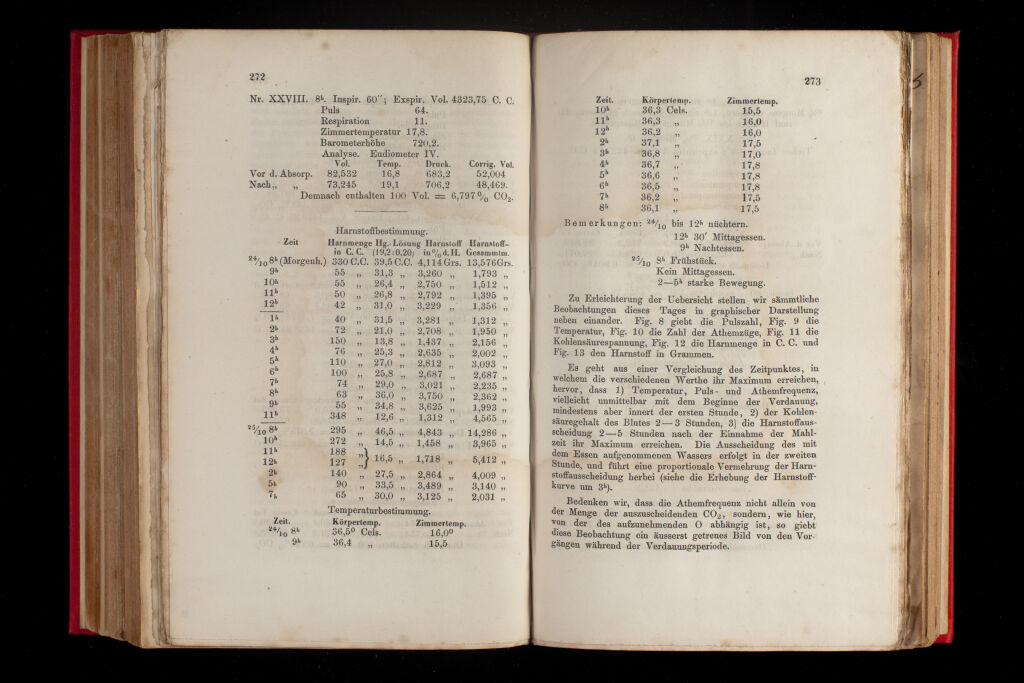 272
Nr. XXVIII. 8h. Inspir. 60″; Exspir. Vol. 4323,75 C. C.
Puls 64.
Respiration 11.
Zimmertemperatur 17,8.
Barometerhöhe 720,2.
Analyse. Eudiometer IV.
Vol. Temp. Druck. Corrig. Vol.
Vor d. Absorp. 82,532 16,8 683,2 52,004
Nach „ „ 73,245 19,1 706,2 48,469.
Demnach enthalten 100 Vol. = 6,797% CO2.
Harnstoffbestimmung.
Zeit Harnmenge Hg.-Lösung Harnstoff Harnstoff-
in C. C. (19,2:0,20) in % d. H. Gesammtm.
24/10 8h (Morgenh.) 330 C.C. 39,5 C.C. 4,114 Grs. 13,576 Grs.
9h 55 „ 31,3 „ 3,260 „ 1,793 „
10h 55 „ 26,4 „ 2,750 „ 1,512 „
11h 50 „ 26,8 „ 2,792 „ 1,395 „
12h 42 „ 31,0 „ 3,229 „ 1,356 „
1h 40 „ 31,5 „ 3,281 „ 1,312 „
2h 72 „ 21,0 „ 2,708 „ 1,950 „
3h 150 „ 13,8 „ 1,437 „ 2,156 „
4h 76 „ 25,3 „ 2,635 „ 2,002 „
5h 110 „ 27,0 „ 2,812 „ 3,093 „
6h 100 „ 25,8 „ 2,687 „ 2,687 „
7h 74 „ 29,0 „ 3,021 „ 2,235 „
8h 63 „ 36,0 „ 3,750 „ 2,362 „
9h 55 „ 34,8 „ 3,625 „ 1,993 „
11h 348 „ 12,6 „ 1,312 „ 4,565 „
25/10 8h 295 „ 46,5 „ 4,843 „ 14,286 „
10h 272 „ 14,5 „ 1,458 „ 3,965 „
11h 188 „
12h 127 „ } 16,5 „ 1,718 „ 5,412 „
2h 140 „ 27,5 „ 2,864 „ 4,009 „
5h 90 „ 33,5 „ 3,489 „ 3,140 „
7h 65 „ 30,0 „ 3,125 „ 2,031 „
Temperaturbestimmung.
Zeit. Körpertemp. Zimmertemp.
24/10 8h 36,5° Cels. 16,0°
9h 36,4 „ 15,5
273
Zeit. Körpertemp. Zimmertemp.
10h 36,3 Cels. 15,5
11h 36,3 „ 16,0
12h 36,2 „ 16,0
2h 37,1 „ 17,5
3h 36,8 „ 17,0
4h 36,7 „ 17,8
5h 36,6 „ 17,8
6h 36,5 „ 17,8
7h 36,2 „ 17,5
8h 36,1 „ 17,5
Bemerkungen: 24/10 bis 12h nüchtern.
12h 30′ Mittagessen.
9h Nachtessen.
25/10 8h Frühstück.
Kein Mittagessen.
2—5h starke Bewegung.
Zu Erleichterung der Uebersicht stellen wir sämmtliche
Beobachtungen dieses Tages in graphischer Darstellung
neben einander. Fig. 8 giebt die Pulszahl, Fig. 9 die
Temperatur, Fig. 10 die Zahl der Athemzüge, Fig. 11 die
Kohlensäurespannung, Fig. 12 die Harnmenge in C. C. und
Fig. 13 den Harnstoff in Grammen.
Es geht aus einer Vergleichung des Zeitpunktes, in
welchem die verschiedenen Werthe ihr Maximum erreichen,
hervor, dass 1) Temperatur, Puls- und Athemfrequenz,
vielleicht unmittelbar mit dem Beginne der Verdauung,
mindestens aber innert der ersten Stunde, 2) der Kohlen-
säuregehalt des Blutes 2—3 Stunden, 3) die Harnstoffaus-
scheidung 2—5 Stunden nach der Einnahme der Mahl-
zeit ihr Maximum erreichen. Die Ausscheidung des mit
dem Essen aufgenommenen Wassers erfolgt in der zweiten
Stunde, und führt eine proportionale Vermehrung der Harn-
stoffausscheidung herbei (siehe die Erhebung der Harnstoff-
kurve um 3h).
Bedenken wir, dass die Athemfrequenz nicht allein von
der Menge der auszuscheidenden CO2, sondern, wie hier,
von der des aufzunehmenden O abhängig ist, so giebt
diese Beobachtung ein äusserst getreues Bild von den Vor-
gängen während der Verdauungsperiode.